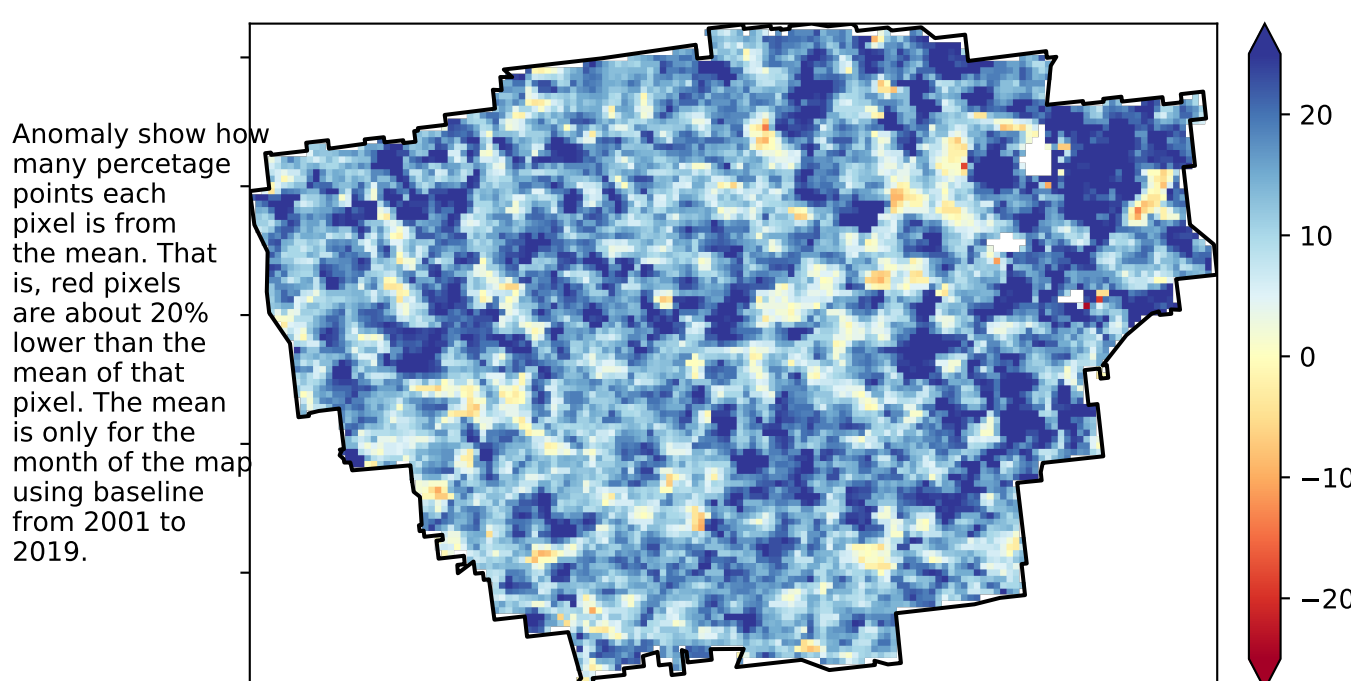 Anomaly show how
many percetage
points each
pixel is from
the mean. That
is, red pixels
are about 20%
lower than the
mean of that
pixel. The mean
is only for the
month of the map
using baseline
from 2001 to
2019.
20
10
0
−10
−20